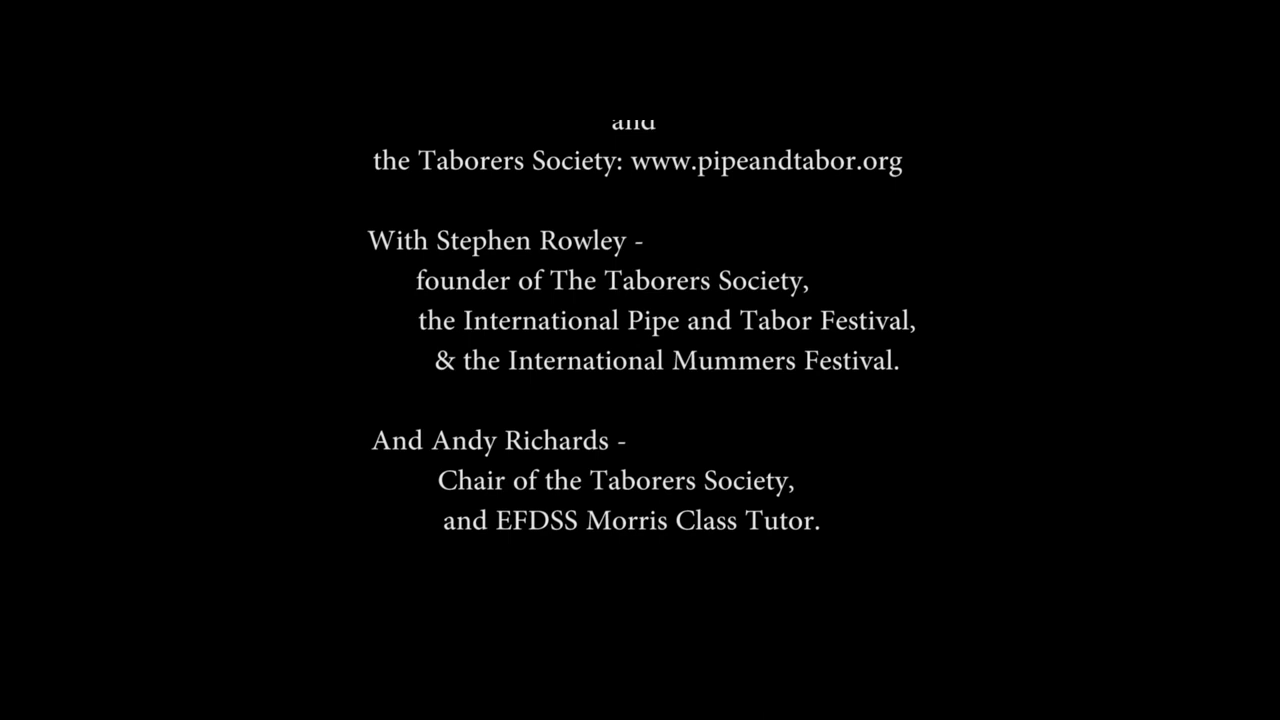 and
the Taborers Society: www.pipeandtabor.org
With Stephen Rowley -
founder of The Taborers Society,
the International Pipe and Tabor Festival,
& the International Mummers Festival.
And Andy Richards -
Chair of the Taborers Society,
and EFDSS Morris Class Tutor.